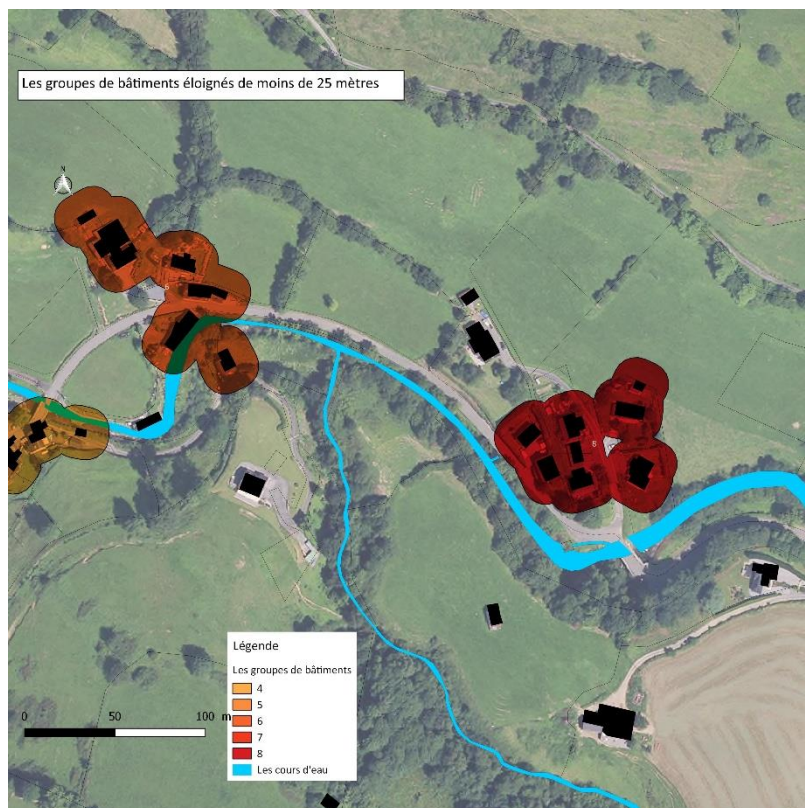 Les groupes de bâtiments éloignés de moins de 25 mètres
N
8
Légende
Les groupes de bâtiments
4
5
6
7
8
Les cours d'eau
0 50 100 m